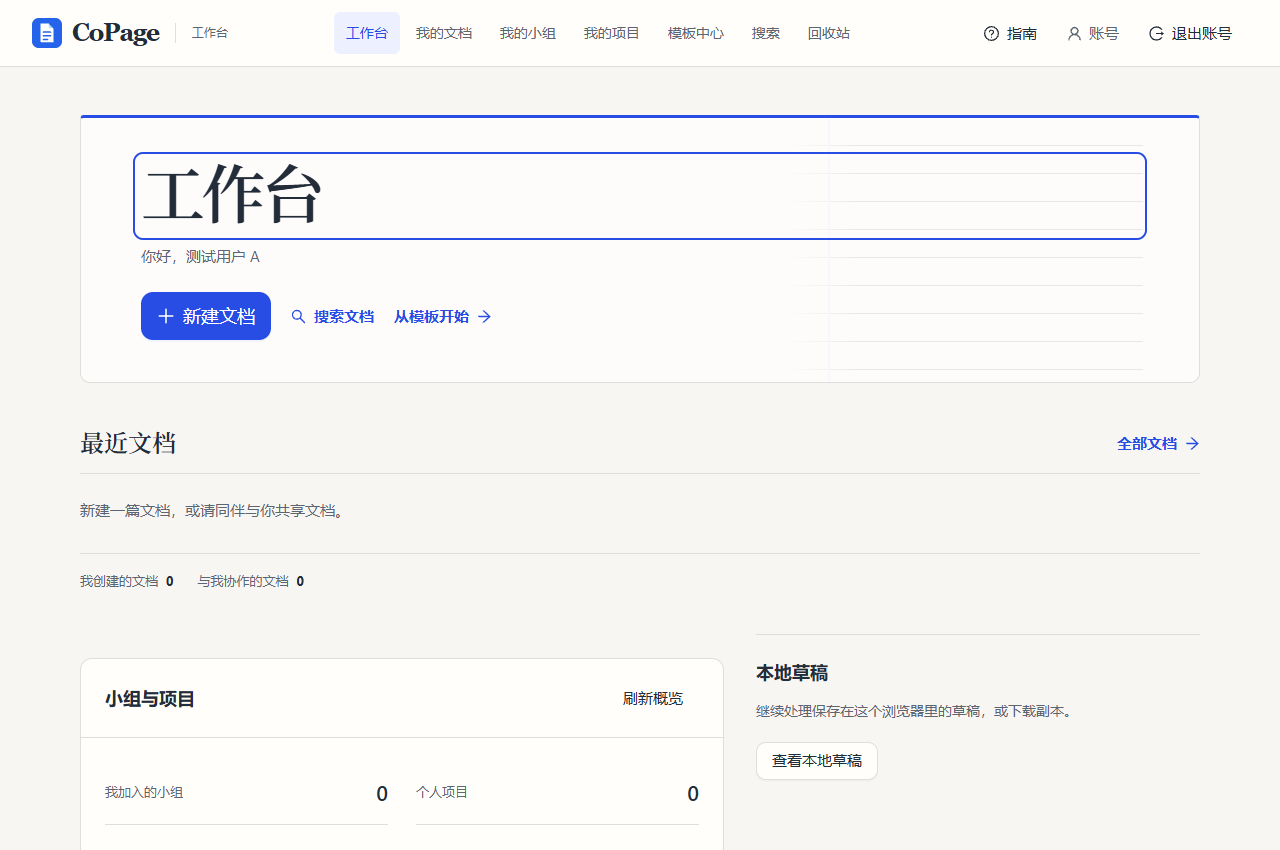 CoPage 工作台 工作台 我的文档 我的小组 我的项目 模板中心 搜索 回收站 指南 账号 退出账号
工作台
你好，测试用户 A
新建文档 搜索文档 从模板开始
最近文档 全部文档
新建一篇文档，或请同伴与你共享文档。
我创建的文档 0 与我协作的文档 0
小组与项目 刷新概览
我加入的小组 0 个人项目 0
本地草稿
继续处理保存在这个浏览器里的草稿，或下载副本。
查看本地草稿